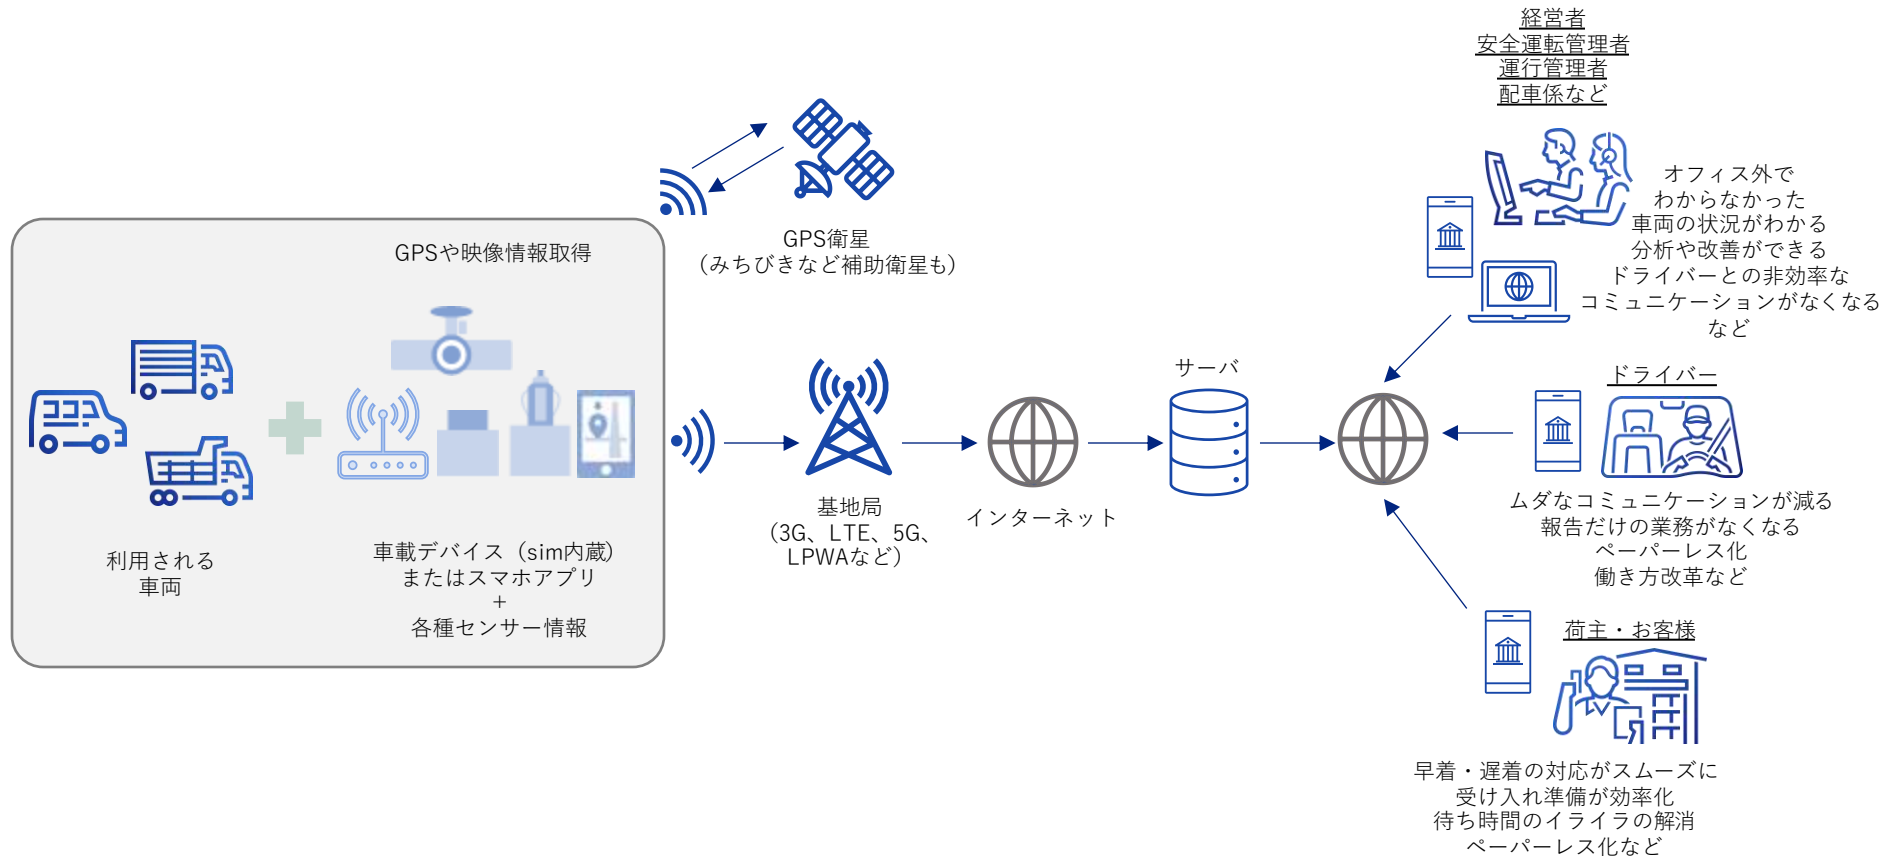 経営者
安全運転管理者
運行管理者
配車係など
オフィス外で
わからなかった
車両の状況がわかる
分析や改善ができる
ドライバーとの非効率な
コミュニケーションがなくなる
など
GPS衛星
（みちびきなど補助衛星も）
GPSや映像情報取得
利用される
車両
車載デバイス（sim内蔵）
またはスマホアプリ
+
各種センサー情報
基地局
（3G、LTE、5G、
LPWAなど）
インターネット
サーバ
ドライバー
ムダなコミュニケーションが減る
報告だけの業務がなくなる
ペーパーレス化
働き方改革など
荷主・お客様
早着・遅着の対応がスムーズに
受け入れ準備が効率化
待ち時間のイライラの解消
ペーパーレス化など